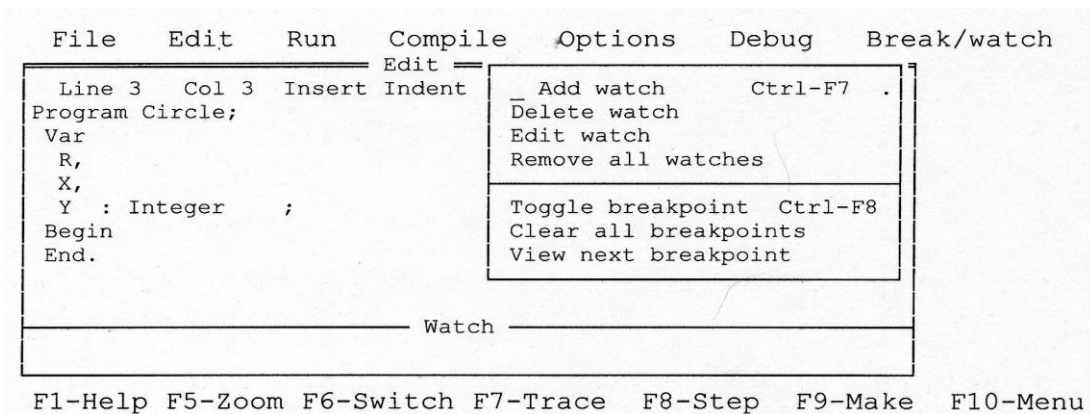 File Edit Run Compile Options Debug Break/watch
Edit
Line 3 Col 3 Insert Indent
Add watch Ctrl-F7 .
Program Circle;
Delete watch
Var
Edit watch
R,
Remove all watches
X,
Y : Integer ;
Toggle breakpoint Ctrl-F8
Begin
Clear all breakpoints
End.
View next breakpoint
Watch
F1-Help F5-Zoom F6-Switch F7-Trace F8-Step F9-Make F10-Menu